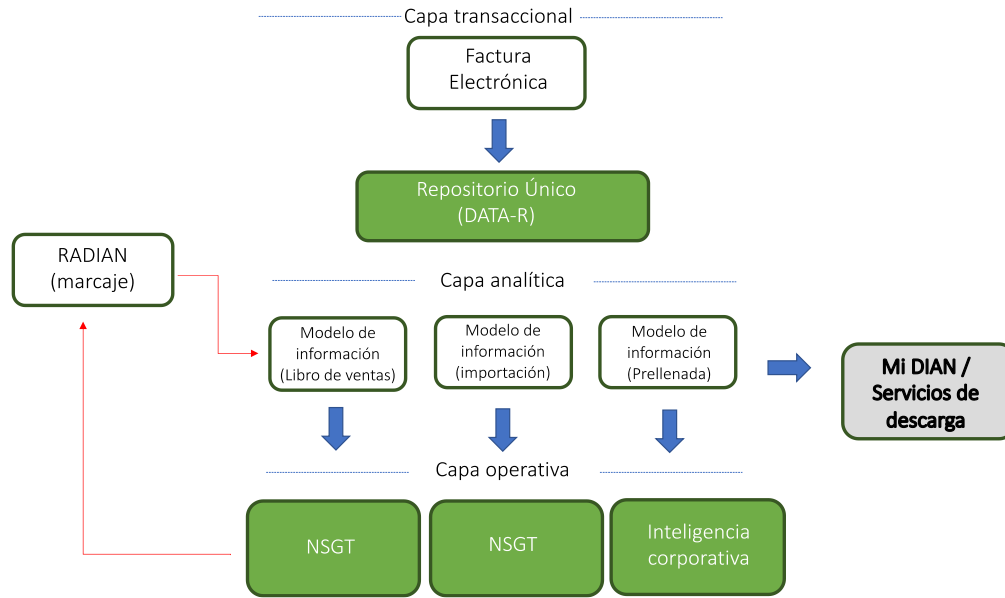 Capa transaccional
Factura
Electrónica
Repositorio Único
(DATA-R)
RADIAN
(marcaje)
Capa analítica
Modelo de
información
(Libro de ventas)
Modelo de
información
(importación)
Modelo de
información
(Prellenada)
Mi DIAN /
Servicios de
descarga
Capa operativa
NSGT
NSGT
Inteligencia
corporativa